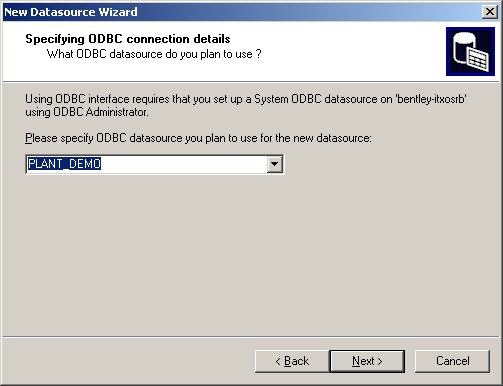 New Datasource Wizard
Specifying ODBC connection details
What ODBC datasource do you plan to use ?
Using ODBC interface requires that you set up a System ODBC datasource on 'bentley-itxosrb'
using ODBC Administrator.
Please specify ODBC datasource you plan to use for the new datasource:
PLANT_DEMO
< Back
Next >
Cancel